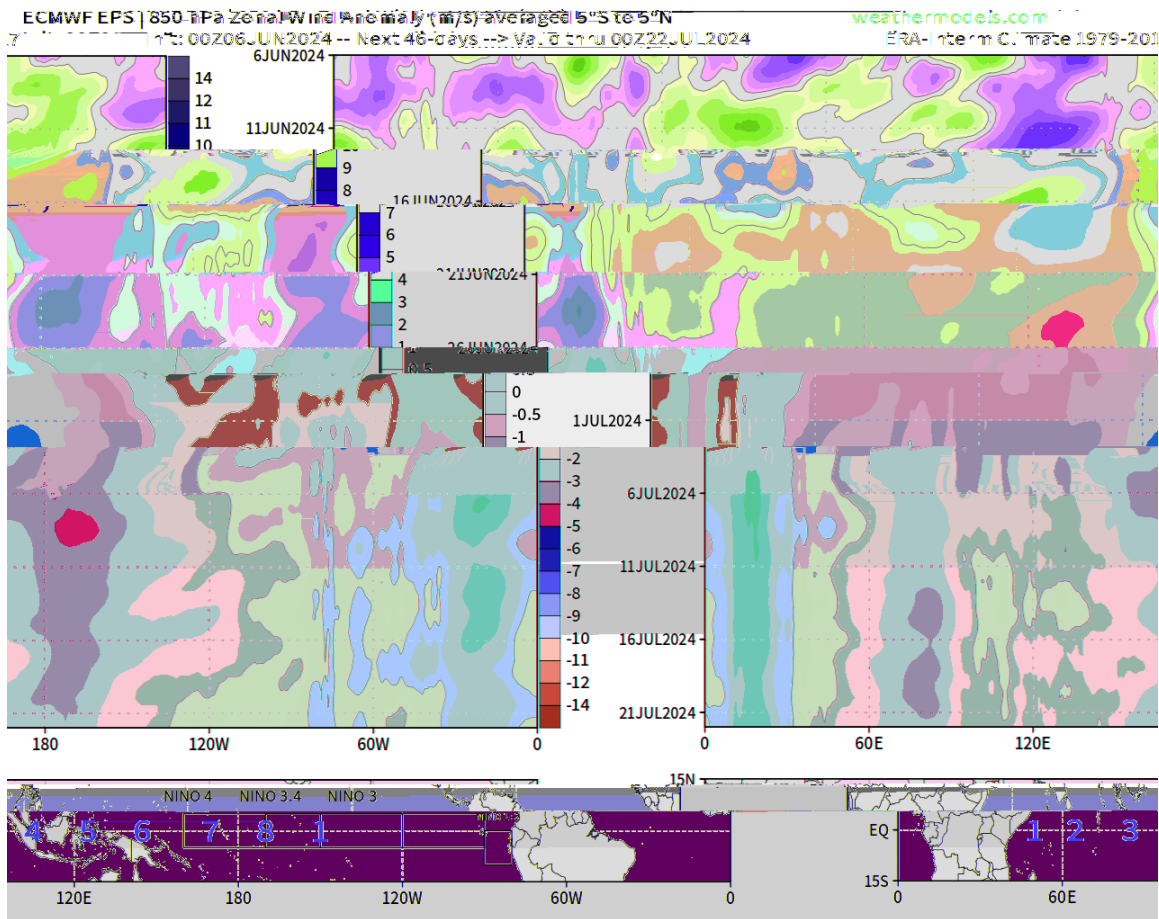 ECMWF EPS | 850-hPa Zonal Wind Anomaly (m/s) averaged 5°S to 5°N
weathermodels.com
00Z06JUN2024 -- Next 46-days --> Valid thru 00Z22JUL2024
ERA-Interim Climate 1979-201
6JUN2024
14
12
11
10
11JUN2024
9
8
16JUN2024
7
6
5
21JUN2024
4
3
2
1
26JUN2024
0.5
0
-0.5
-1
1JUL2024
-2
-3
-4
-5
-6
-7
-8
-9
-10
-11
-12
-14
6JUL2024
11JUL2024
16JUL2024
21JUL2024
180 120W 60W 0 0 60E 120E
15N
NINO 4 NINO 3.4 NINO 3
4 5 6 7 8 1 EQ 1 2 3
15S
120E 180 120W 60W 0 0 60E